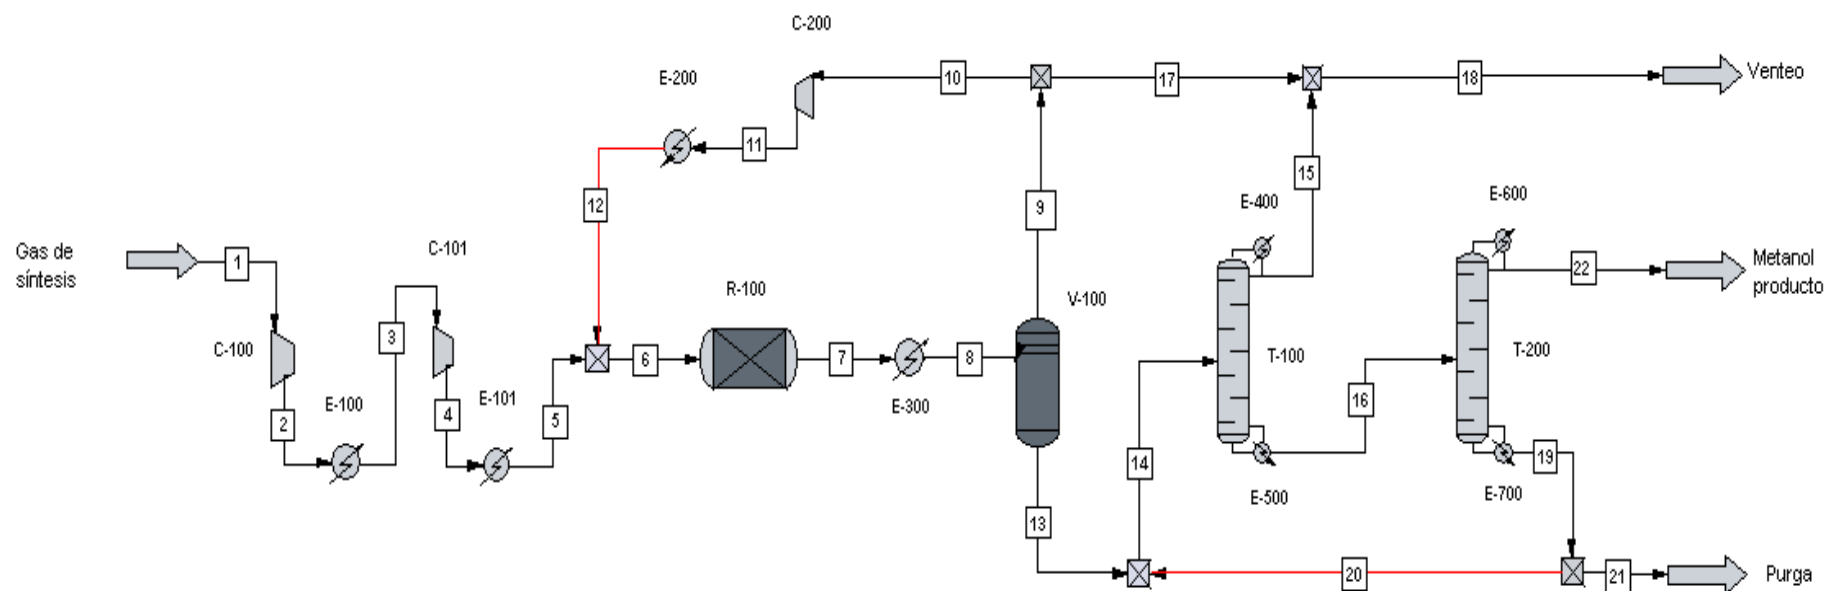 C-200
E-200
10
17
18
Venteo
11
15
12
9
E-400
E-600
Gas de
síntesis
1
C-101
R-100
V-100
22
Metanol
producto
C-100
3
6
7
8
T-100
T-200
E-100
2
4
E-101
5
E-300
16
14
E-500
19
E-700
13
20
21
Purga